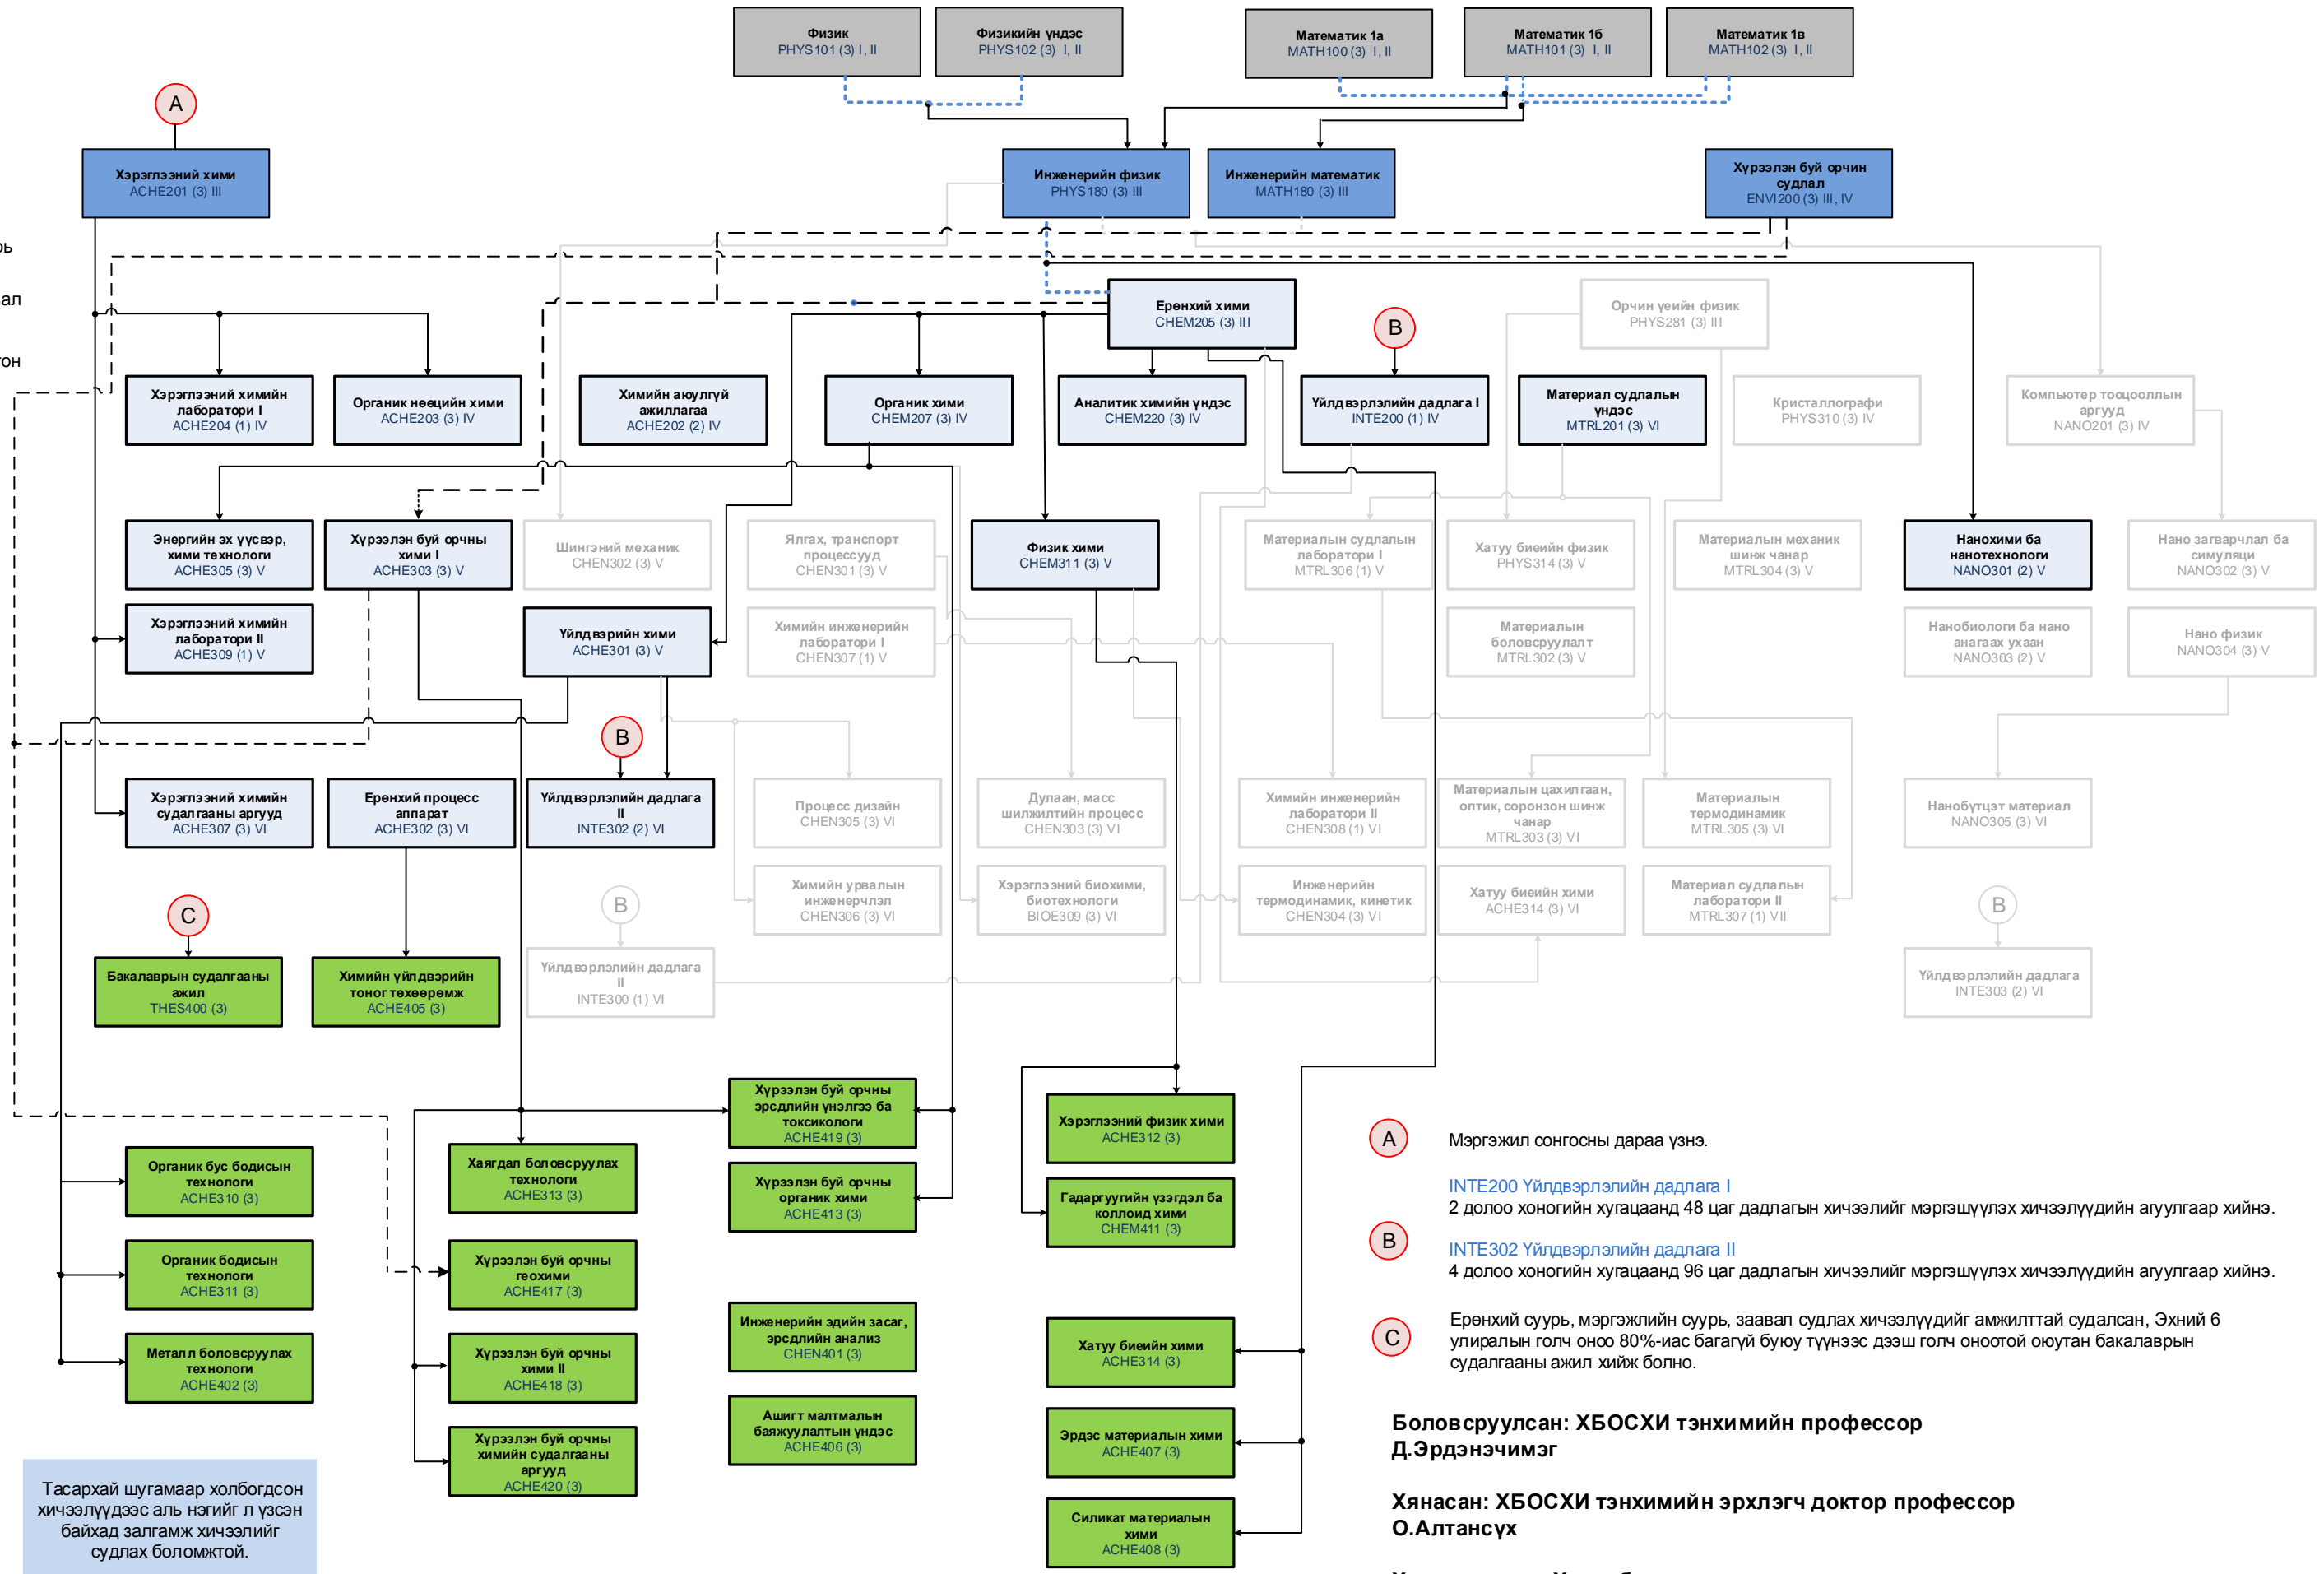 Физик
PHYS101 (3) I, II
Физикийн үндэс
PHYS102 (3) I, II
Математик 1а
MATH100 (3) I, II
Математик 1б
MATH101 (3) I, II
Математик 1в
MATH102 (3) I, II
A
Хэрэглээний хими
ACHE201 (3) III
Инженерийн физик
PHYS180 (3) III
Инженерийн математик
MATH180 (3) III
Хүрээлэн буй орчин
судлал
ENVI200 (3) III, IV
Ерөнхий хими
CHEM205 (3) III
B
Орчин үеийн физик
PHYS281 (3) III
Хэрэглээний химийн
лаборатори I
ACHE204 (1) IV
Органик нөөцийн хими
ACHE203 (3) IV
Химийн аюулгүй
ажиллагаа
ACHE202 (2) IV
Органик хими
CHEM207 (3) IV
Аналитик химийн үндэс
CHEM220 (3) IV
Үйлдвэрлэлийн дадлага I
INTE200 (1) IV
Материал судлалын
үндэс
MTRL201 (3) VI
Кристаллографи
PHYS310 (3) IV
Компьютер тооцооллын
аргууд
NANO201 (3) IV
Энергийн эх үүсвэр,
хими технологи
ACHE305 (3) V
Хүрээлэн буй орчны
хими I
ACHE303 (3) V
Шингэний механик
CHEN302 (3) V
Ялгах, транспорт
процессууд
CHEN301 (3) V
Физик хими
CHEM311 (3) V
Материалын судлалын
лаборатори I
MTRL306 (1) V
Хатуу биеийн физик
PHYS314 (3) V
Материалын механик
шинж чанар
MTRL304 (3) V
Нанохими ба
нанотехнологи
NANO301 (2) V
Нано загварчлал ба
симуляци
NANO302 (3) V
Хэрэглээний химийн
лаборатори II
ACHE309 (1) V
Үйлдвэрийн хими
ACHE301 (3) V
Химийн инженерийн
лаборатори I
CHEN307 (1) V
Материалын
боловсруулалт
MTRL302 (3) V
Нанобиологи ба нано
анагаах ухаан
NANO303 (2) V
Нано физик
NANO304 (3) V
B
Хэрэглээний химийн
судалгааны аргууд
ACHE307 (3) VI
Ерөнхий процесс
аппарат
ACHE302 (3) VI
Үйлдвэрлэлийн дадлага
II
INTE302 (2) VI
Процесс дизайн
CHEN305 (3) VI
Дулаан, масс
шилжилтийн процесс
CHEN303 (3) VI
Химийн инженерийн
лаборатори II
CHEN308 (1) VI
Материалын цахилгаан,
оптик, соронзон шинж
чанар
MTRL303 (3) VI
Материалын
термодинамик
MTRL305 (3) VI
Нанобүтцэт материал
NANO305 (3) VI
C
B
Химийн урвалын
инженерчлэл
CHEN306 (3) VI
Хэрэглээний биохими,
биотехнологи
BIOE309 (3) VI
Инженерийн
термодинамик, кинетик
CHEN304 (3) VI
Хатуу биеийн хими
ACHE314 (3) VI
Материал судлалын
лаборатори II
MTRL307 (1) VII
B
Бакалаврын судалгааны
ажил
THES400 (3)
Химийн үйлдвэрийн
тоног төхөөрөмж
ACHE405 (3)
Үйлдвэрлэлийн дадлага
II
INTE300 (1) VI
Үйлдвэрлэлийн дадлага
INTE303 (2) VI
Хүрээлэн буй орчны
эрсдлийн үнэлгээ ба
токсикологи
ACHE419 (3)
Хэрэглээний физик хими
ACHE312 (3)
Органик бус бодисын
технологи
ACHE310 (3)
Хаягдал боловсруулах
технологи
ACHE313 (3)
Хүрээлэн буй орчны
органик хими
ACHE413 (3)
Гадаргуугийн үзэгдэл ба
коллоид хими
CHEM411 (3)
Органик бодисын
технологи
ACHE311 (3)
Хүрээлэн буй орчны
геохими
ACHE417 (3)
Инженерийн эдийн засаг,
эрсдлийн анализ
CHEN401 (3)
Хатуу биеийн хими
ACHE314 (3)
Металл боловсруулах
технологи
ACHE402 (3)
Хүрээлэн буй орчны
хими II
ACHE418 (3)
Ашигт малтмалын
баяжуулалтын үндэс
ACHE406 (3)
Эрдэс материалын хими
ACHE407 (3)
Хүрээлэн буй орчны
химийн судалгааны
аргууд
ACHE420 (3)
Силикат материалын
хими
ACHE408 (3)
A
Мэргэжил сонгосны дараа үзнэ.
INTE200 Үйлдвэрлэлийн дадлага I
2 долоо хоногийн хугацаанд 48 цаг дадлагын хичээлийг мэргэшүүлэх хичээлүүдийн агуулгаар хийнэ.
B
INTE302 Үйлдвэрлэлийн дадлага II
4 долоо хоногийн хугацаанд 96 цаг дадлагын хичээлийг мэргэшүүлэх хичээлүүдийн агуулгаар хийнэ.
C
Ерөнхий суурь, мэргэжлийн суурь, заавал судлах хичээлүүдийг амжилттай судалсан, Эхний 6
улиралын голч оноо 80%-иас багагүй буюу түүнээс дээш голч оноотой оюутан бакалаврын
судалгааны ажил хийж болно.
Боловсруулсан: ХБОСХИ тэнхимийн профессор
Д.Эрдэнэчимэг
Хянасан: ХБОСХИ тэнхимийн эрхлэгч доктор профессор
О.Алтансүх
Тасархай шугамаар холбогдсон
хичээлүүдээс аль нэгийг л үзсэн
байхад залгамж хичээлийг
судлах боломжтой.